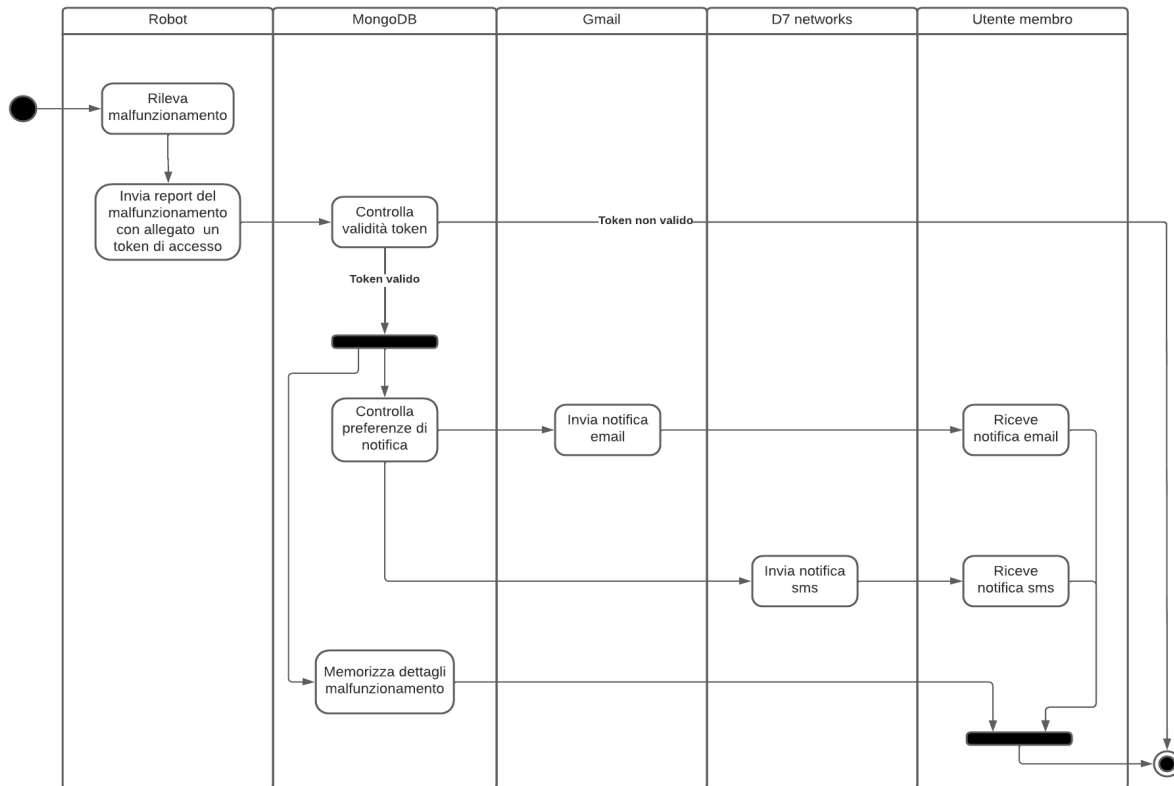 Robot
MongoDB
Gmail
D7 networks
Utente membro
Rileva
malfunzionamento
Invia report del
malfunzionamento
con allegato un
token di accesso
Controlla
validità token
Token non valido
Token valido
Controlla
preferenze di
notifica
Invia notifica
email
Riceve
notifica email
Invia notifica
sms
Riceve
notifica sms
Memorizza dettagli
malfunzionamento